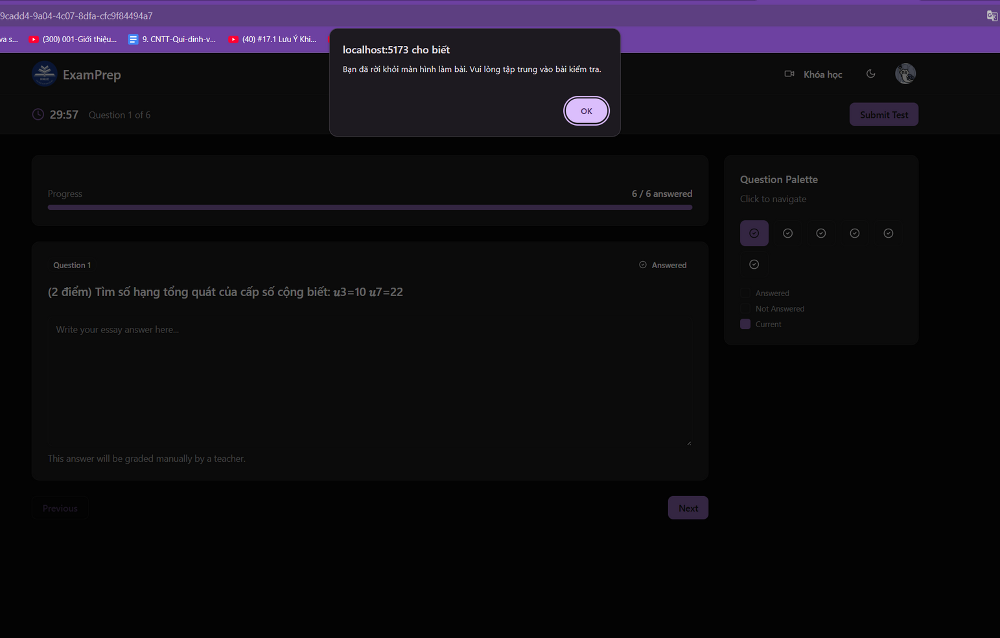 9cadd4-9a04-4c07-8dfa-cfc9f84494a7
va s...
(300) 001-Giới thiệu...
9. CNTT-Qui-dinh-v...
(40) #17.1 Lưu Ý Khi...
localhost:5173 cho biết
Bạn đã rời khỏi màn hình làm bài. Vui lòng tập trung vào bài kiểm tra.
OK
ExamPrep
Khóa học
29:57
Question 1 of 6
Submit Test
Progress
6 / 6 answered
Question Palette
Click to navigate
Answered
Not Answered
Current
Question 1
Answered
(2 điểm) Tìm số hạng tổng quát của cấp số cộng biết: 𝒖3=10 𝒖7=22
Write your essay answer here...
This answer will be graded manually by a teacher.
Previous
Next